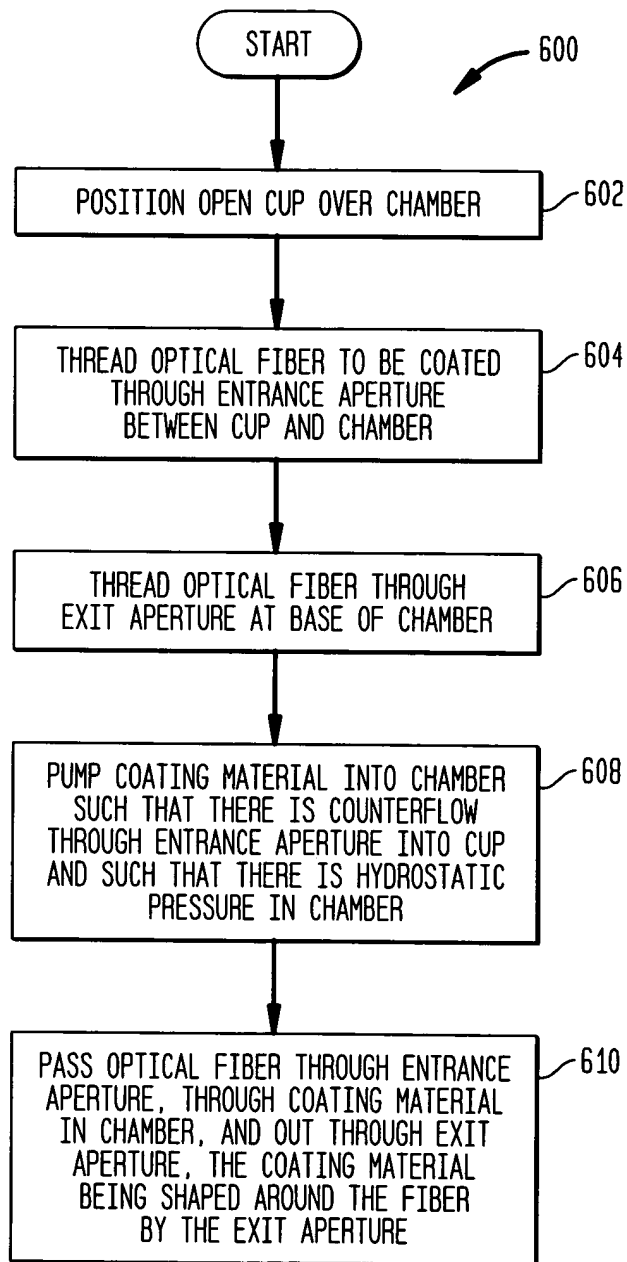 START
600
POSITION OPEN CUP OVER CHAMBER
602
THREAD OPTICAL FIBER TO BE COATED
THROUGH ENTRANCE APERTURE
BETWEEN CUP AND CHAMBER
604
THREAD OPTICAL FIBER THROUGH
EXIT APERTURE AT BASE OF CHAMBER
606
PUMP COATING MATERIAL INTO CHAMBER
SUCH THAT THERE IS COUNTERFLOW
THROUGH ENTRANCE APERTURE INTO CUP
AND SUCH THAT THERE IS HYDROSTATIC
PRESSURE IN CHAMBER
608
PASS OPTICAL FIBER THROUGH ENTRANCE
APERTURE, THROUGH COATING MATERIAL
IN CHAMBER, AND OUT THROUGH EXIT
APERTURE, THE COATING MATERIAL
BEING SHAPED AROUND THE FIBER
BY THE EXIT APERTURE
610